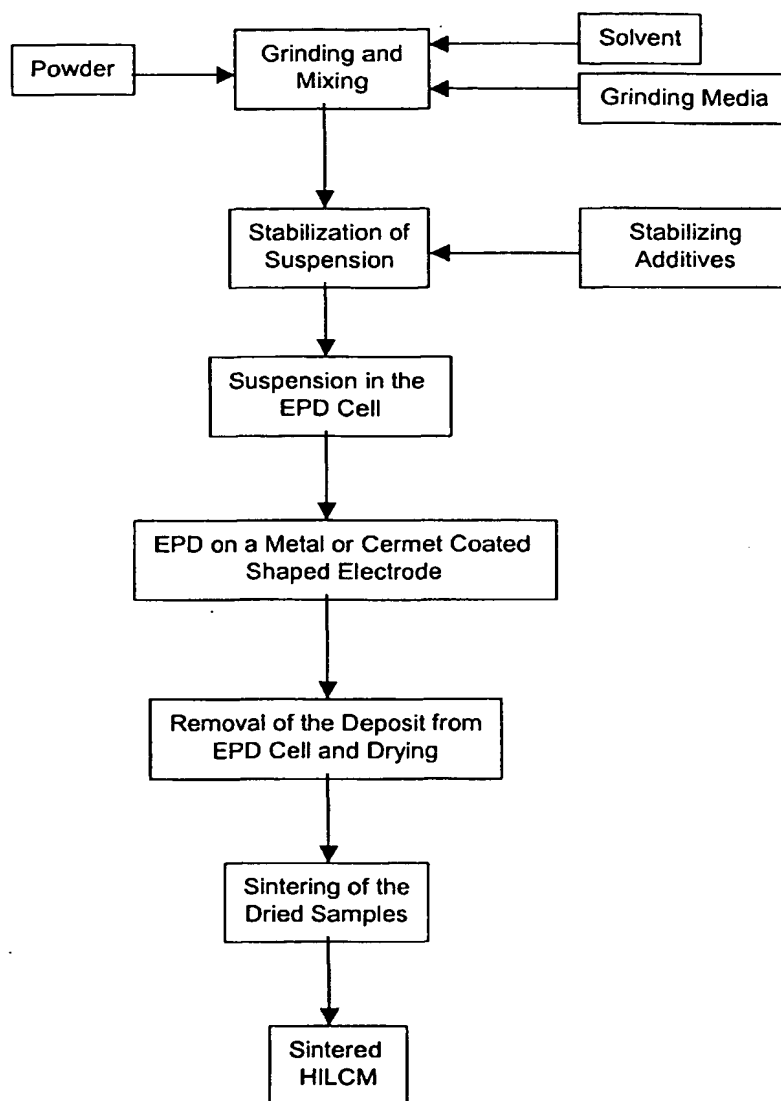 Solvent
Powder
Grinding and
Mixing
Grinding Media
Stabilization of
Suspension
Stabilizing
Additives
Suspension in the
EPD Cell
EPD on a Metal or Cermet Coated
Shaped Electrode
Removal of the Deposit from
EPD Cell and Drying
Sintering of the
Dried Samples
Sintered
HILCM